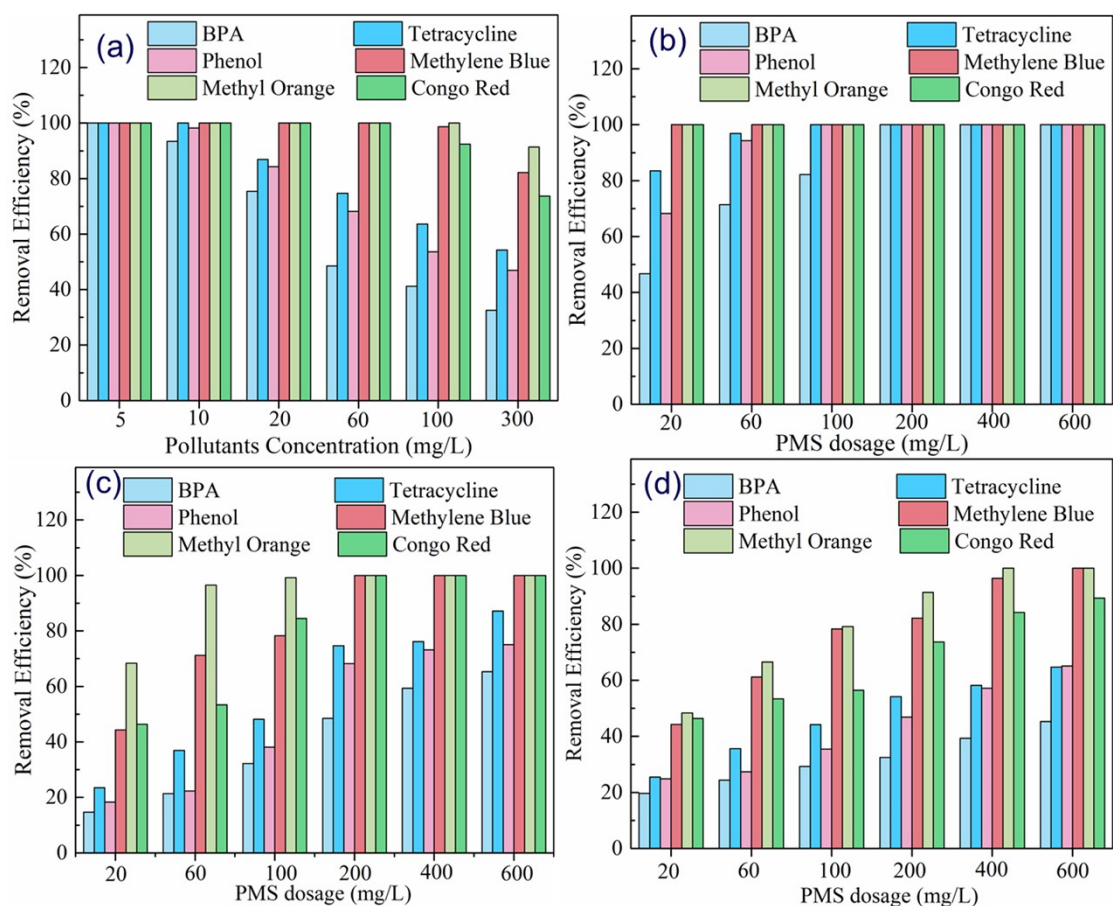 (a)
BPA Tetracycline
Phenol Methylene Blue
Methyl Orange Congo Red
Removal Efficiency (%)
120
100
80
60
40
20
0
5 10 20 60 100 300
Pollutants Concentration (mg/L)
(b)
BPA Tetracycline
Phenol Methylene Blue
Methyl Orange Congo Red
Removal Efficiency (%)
120
100
80
60
40
20
0
20 60 100 200 400 600
PMS dosage (mg/L)
(c)
BPA Tetracycline
Phenol Methylene Blue
Methyl Orange Congo Red
Removal Efficiency (%)
120
100
80
60
40
20
0
20 60 100 200 400 600
PMS dosage (mg/L)
(d)
BPA Tetracycline
Phenol Methylene Blue
Methyl Orange Congo Red
Removal Efficiency (%)
120
100
80
60
40
20
0
20 60 100 200 400 600
PMS dosage (mg/L)